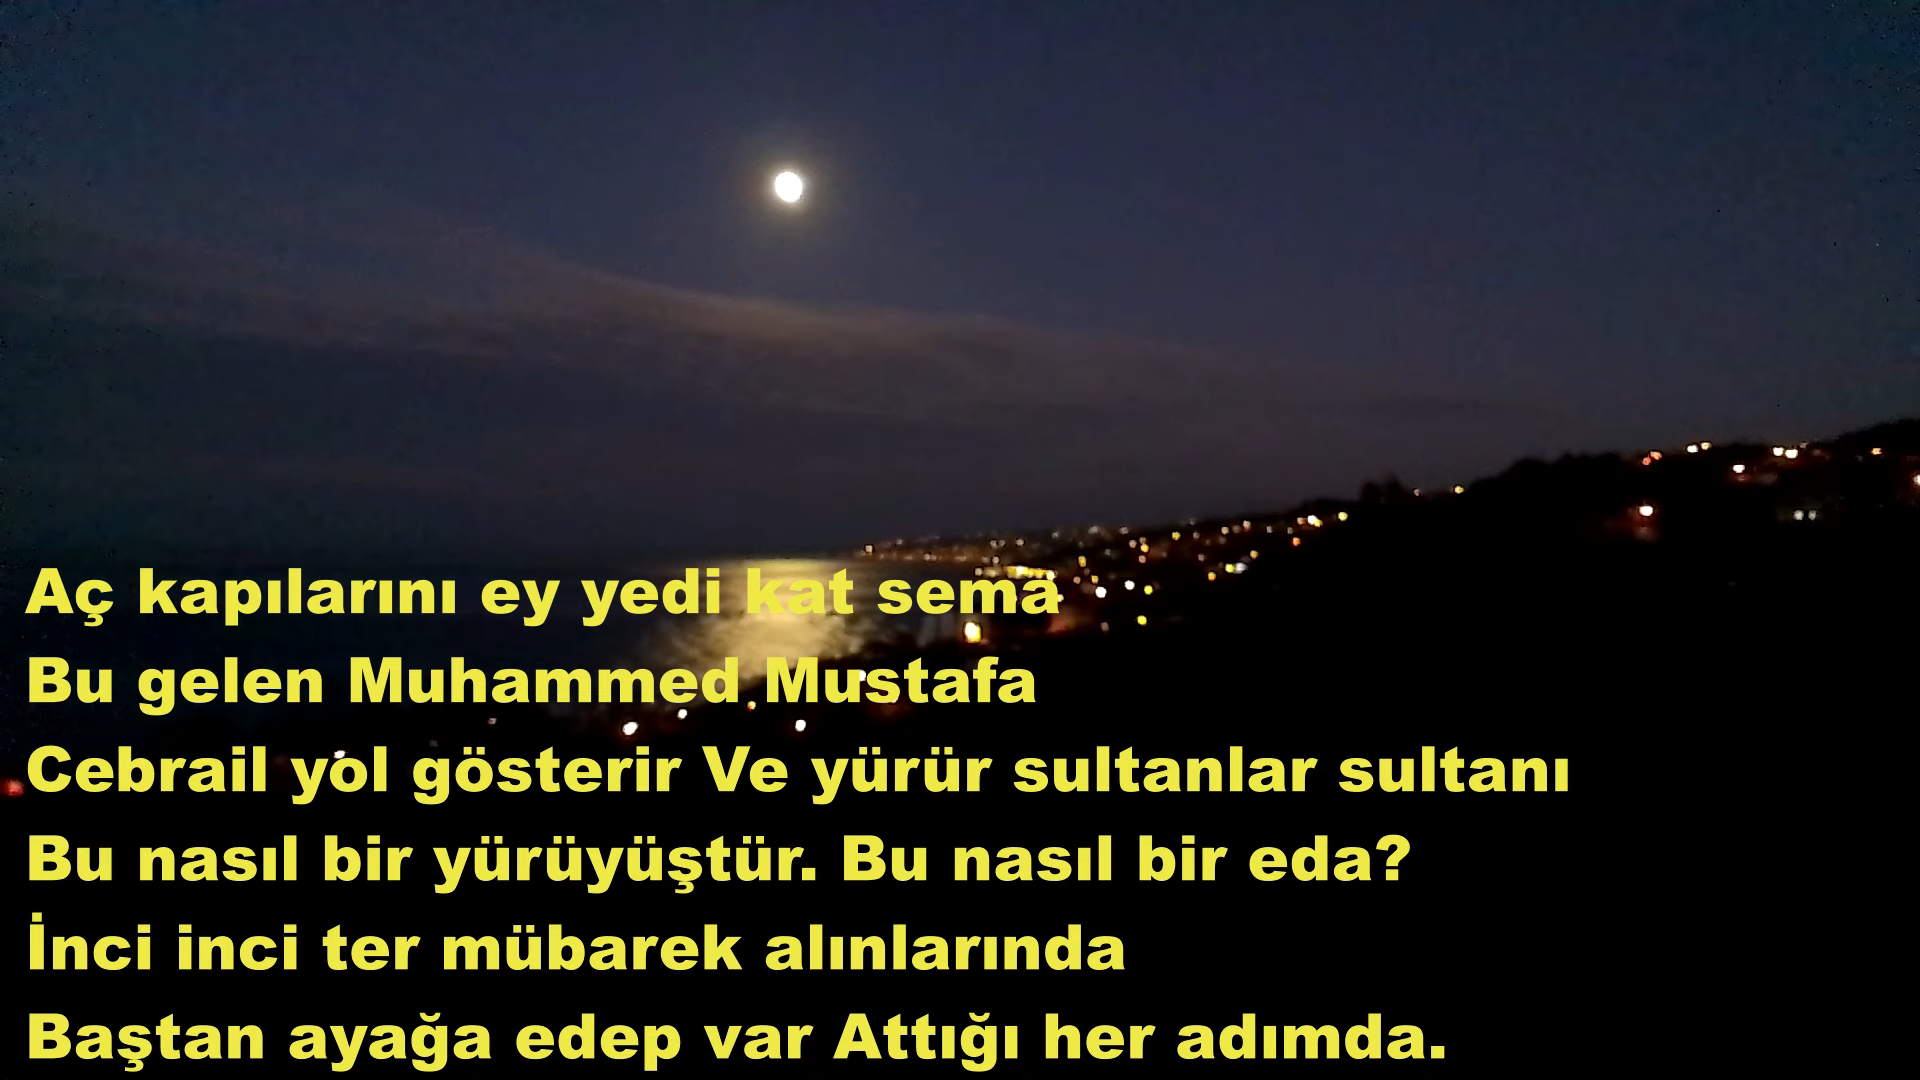 Aç kapılarını ey yedi kat sema
Bu gelen Muhammed Mustafa
Cebrail yol gösterir Ve yürür sultanlar sultanı
Bu nasıl bir yürüyüştür. Bu nasıl bir eda?
İnci inci ter mübarek alınlarında
Baştan ayağa edep var Attığı her adımda.